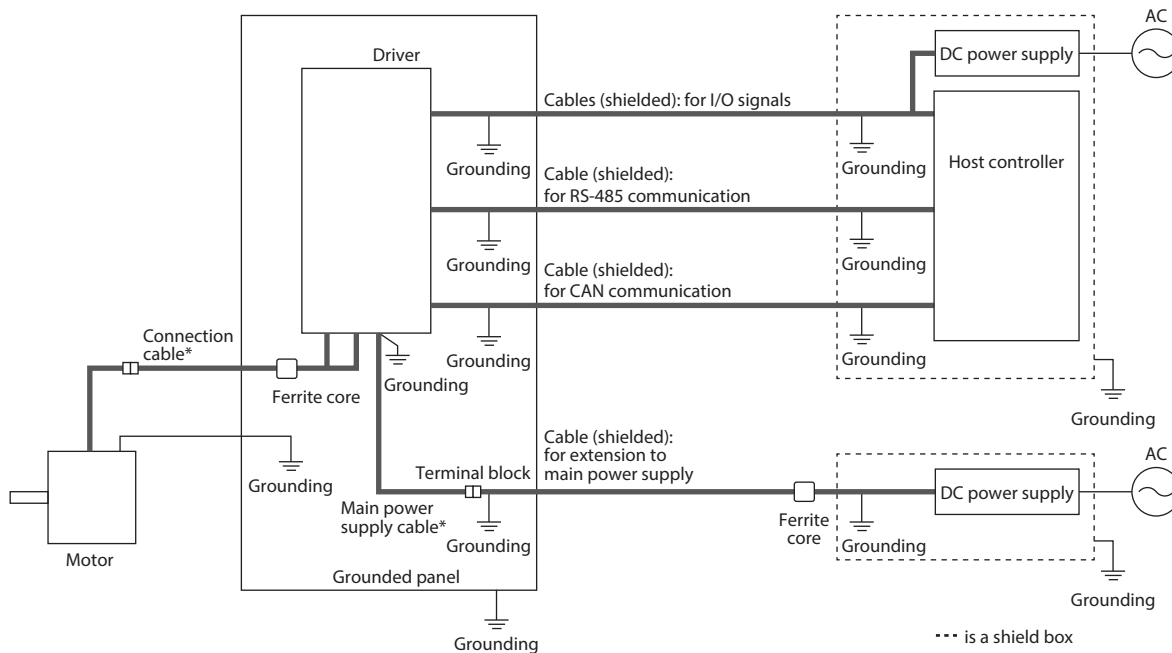 AC
DC power supply
Driver
Cables (shielded): for I/O signals
Grounding
Grounding
Host controller
Cable (shielded):
for RS-485 communication
Grounding
Grounding
Cable (shielded):
for CAN communication
Connection
cable*
Grounding
Grounding
Grounding
Ferrite core
Grounding
Cable (shielded):
for extension to
main power supply
AC
Terminal block
Grounding
DC power supply
Main power
supply cable*
Grounding
Ferrite
core
Grounding
Motor
Grounded panel
Grounding
Grounding
is a shield box